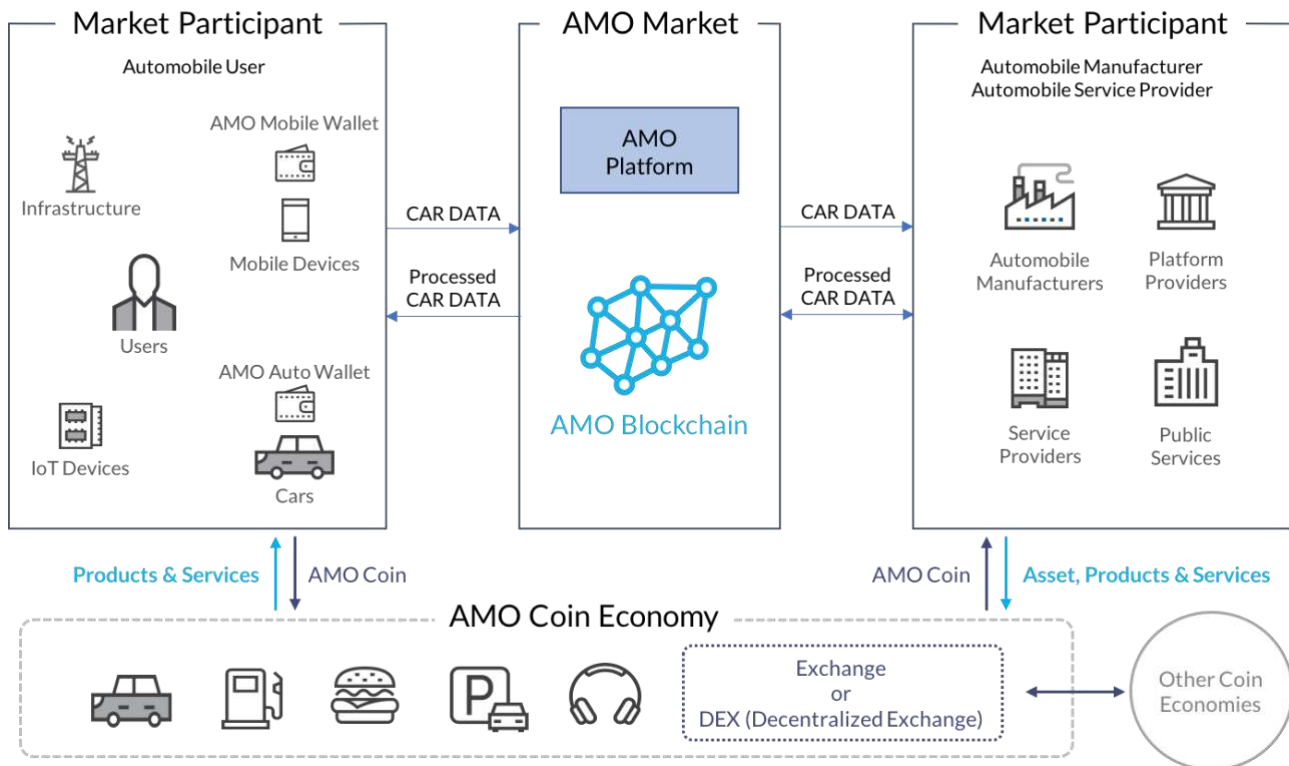 Market Participant
Automobile User
AMO Mobile Wallet
Infrastructure
Mobile Devices
Users
AMO Auto Wallet
IoT Devices
Cars
CAR DATA
Processed
CAR DATA
AMO Market
AMO
Platform
AMO Blockchain
CAR DATA
Processed
CAR DATA
Market Participant
Automobile Manufacturer
Automobile Service Provider
Automobile
Manufacturers
Platform
Providers
Service
Providers
Public
Services
Products & Services
AMO Coin
AMO Coin
Asset, Products & Services
AMO Coin Economy
P
Exchange
or
DEX (Decentralized Exchange)
Other Coin
Economies